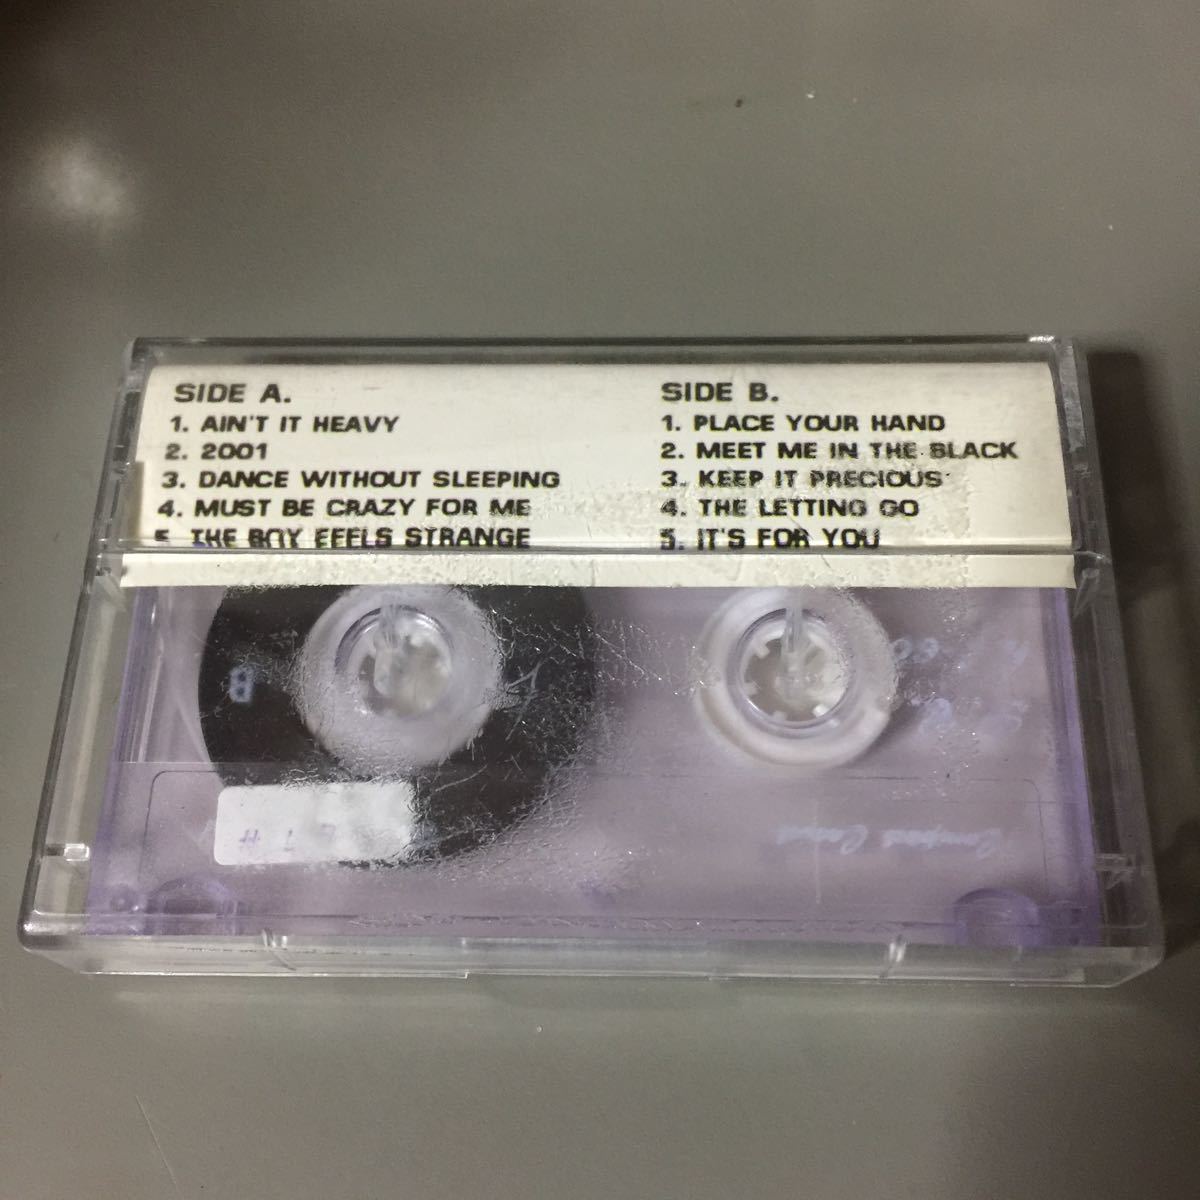 SIDE A.
1. AIN'T IT HEAVY
2. 2001
3. DANCE WITHOUT SLEEPING
4. MUST BE CRAZY FOR ME
5 THE BOY FEELS STRANGE
SIDE B.
1. PLACE YOUR HAND
2. MEET ME IN THE BLACK
3. KEEP IT PRECIOUS
4. THE LETTING GO
5. IT'S FOR YOU
B